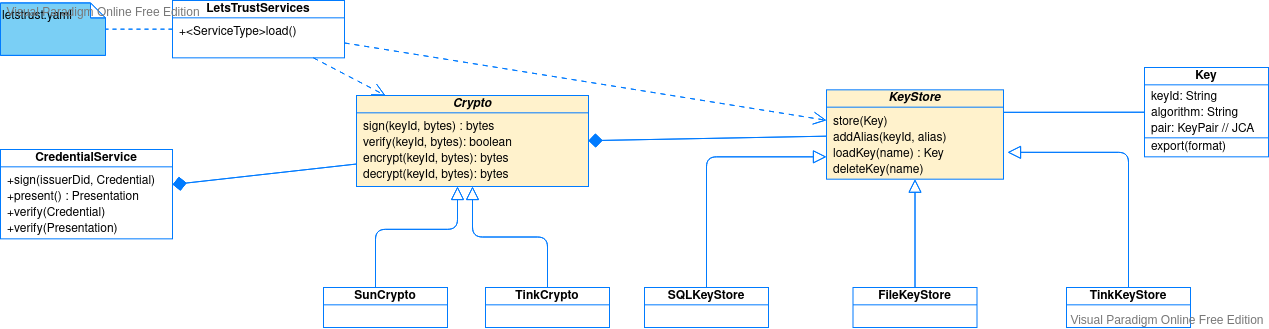 Visual Paradigm Online Free Edition
letstrust.yaml
LetsTrustServices
+<ServiceType>load()
Crypto
sign(keyId, bytes) : bytes
verify(keyId, bytes): boolean
encrypt(keyId, bytes): bytes
decrypt(keyId, bytes): bytes
KeyStore
store(Key)
addAlias(keyId, alias)
loadKey(name) : Key
deleteKey(name)
Key
keyId: String
algorithm: String
pair: KeyPair // JCA
export(format)
CredentialService
+sign(issuerDid, Credential)
+present() : Presentation
+verify(Credential)
+verify(Presentation)
SunCrypto
TinkCrypto
SQLKeyStore
FileKeyStore
TinkKeyStore
Visual Paradigm Online Free Edition